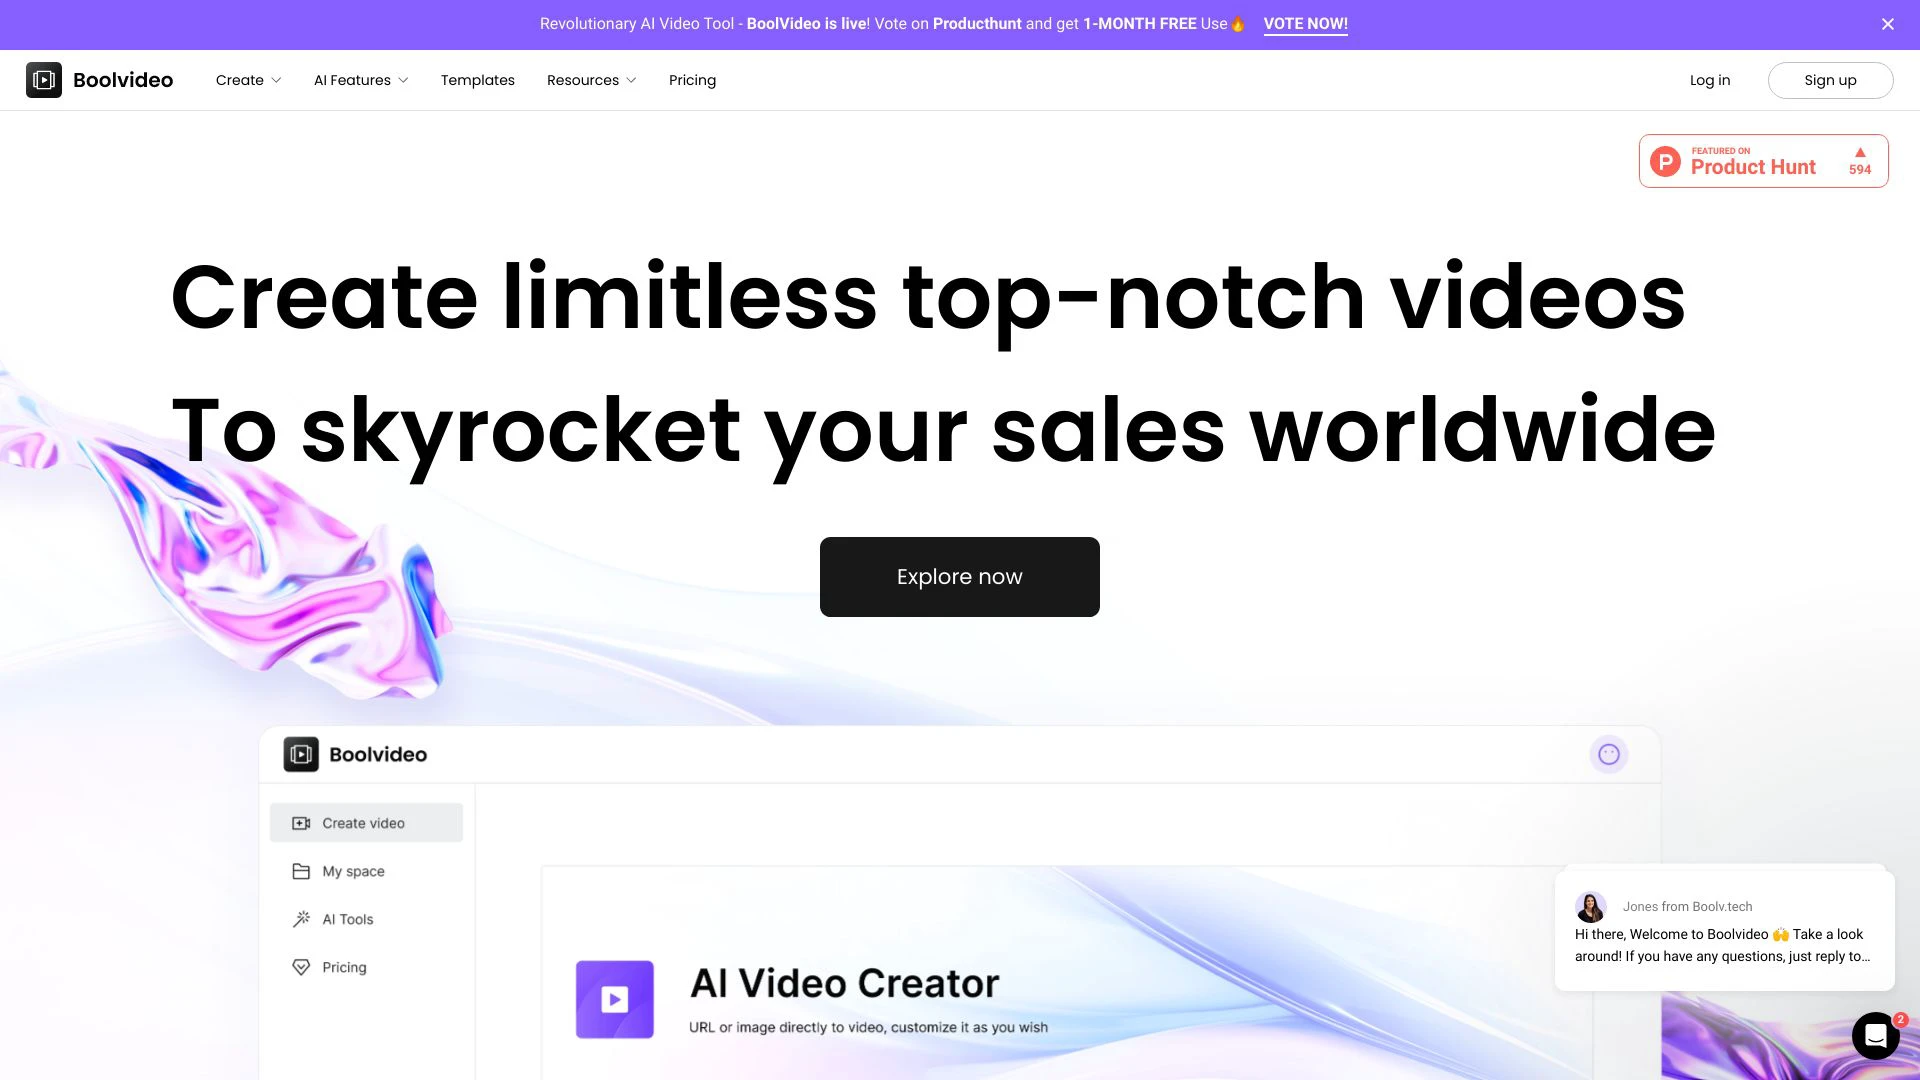 Revolutionary AI Video Tool - BoolVideo is live! Vote on Producthunt and get 1-MONTH FREE Use🔥 VOTE NOW!
Boolvideo
Create
AI Features
Templates
Resources
Pricing
Log in
Sign up
FEATURED ON
Product Hunt
594
Create limitless top-notch videos
To skyrocket your sales worldwide
Explore now
Boolvideo
Create video
My space
AI Tools
Pricing
AI Video Creator
URL or image directly to video, customize it as you wish
Jones from Boolv.tech
Hi there, Welcome to Boolvideo 🙌 Take a look
around! If you have any questions, just reply to...
2